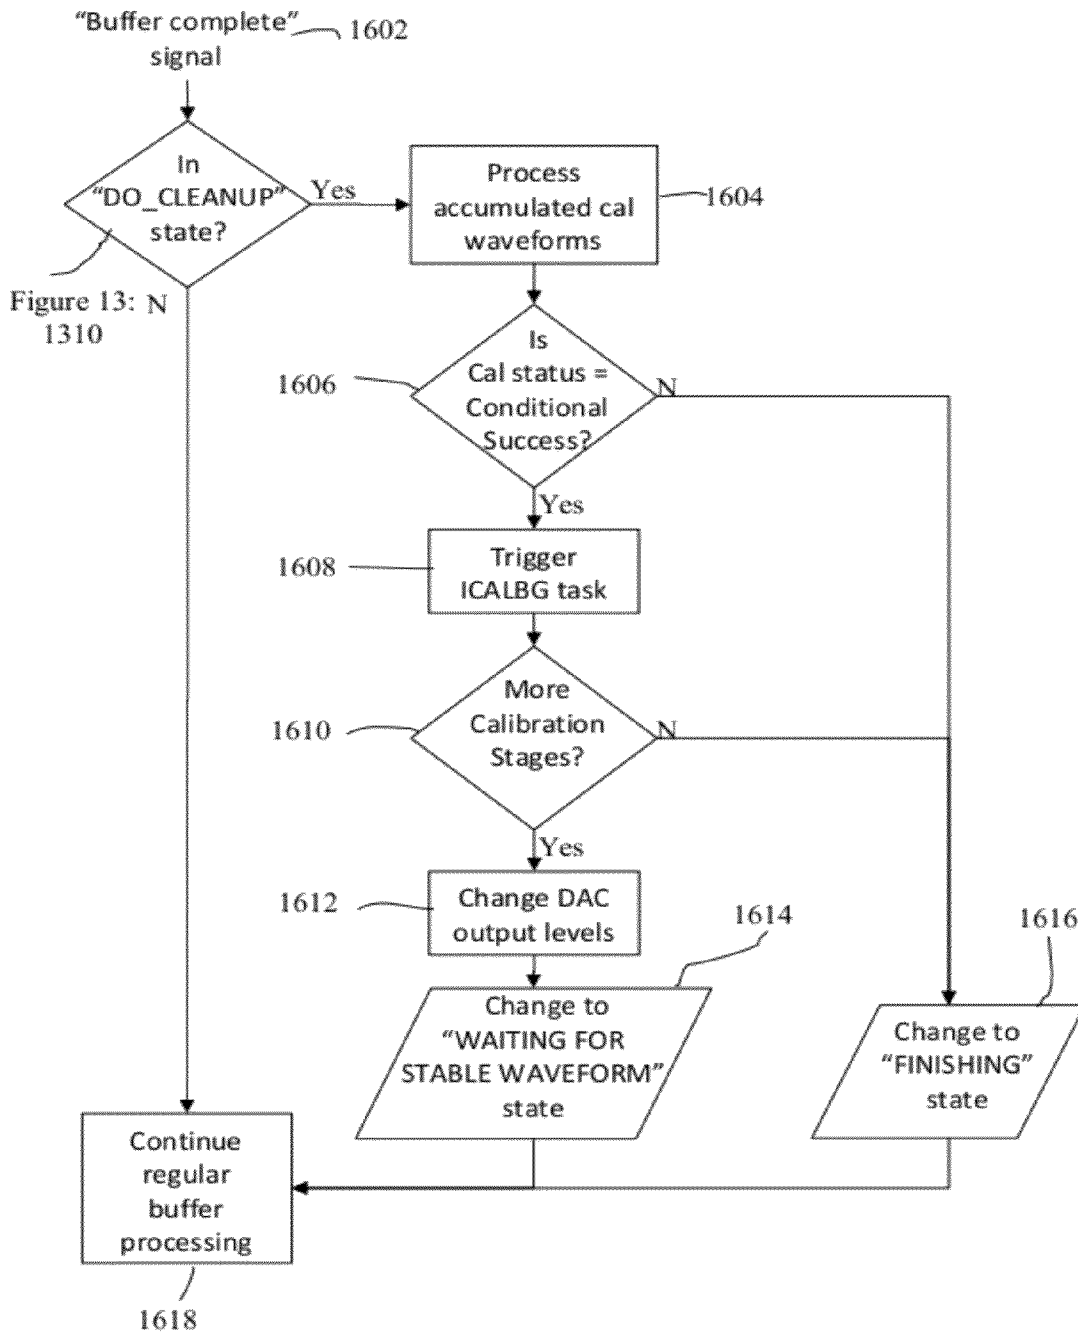 “Buffer complete”
signal
1602
In
“DO_CLEANUP”
state?
Yes
Figure 13:
1310
N
Process
accumulated cal
waveforms
1604
Is
Cal status =
Conditional
Success?
1606
N
Yes
Trigger
ICALBG task
1608
More
Calibration
Stages?
1610
N
Yes
Change DAC
output levels
1612
1614
1616
Change to
“WAITING FOR
STABLE WAVEFORM”
state
Change to
“FINISHING”
state
Continue
regular
buffer
processing
1618